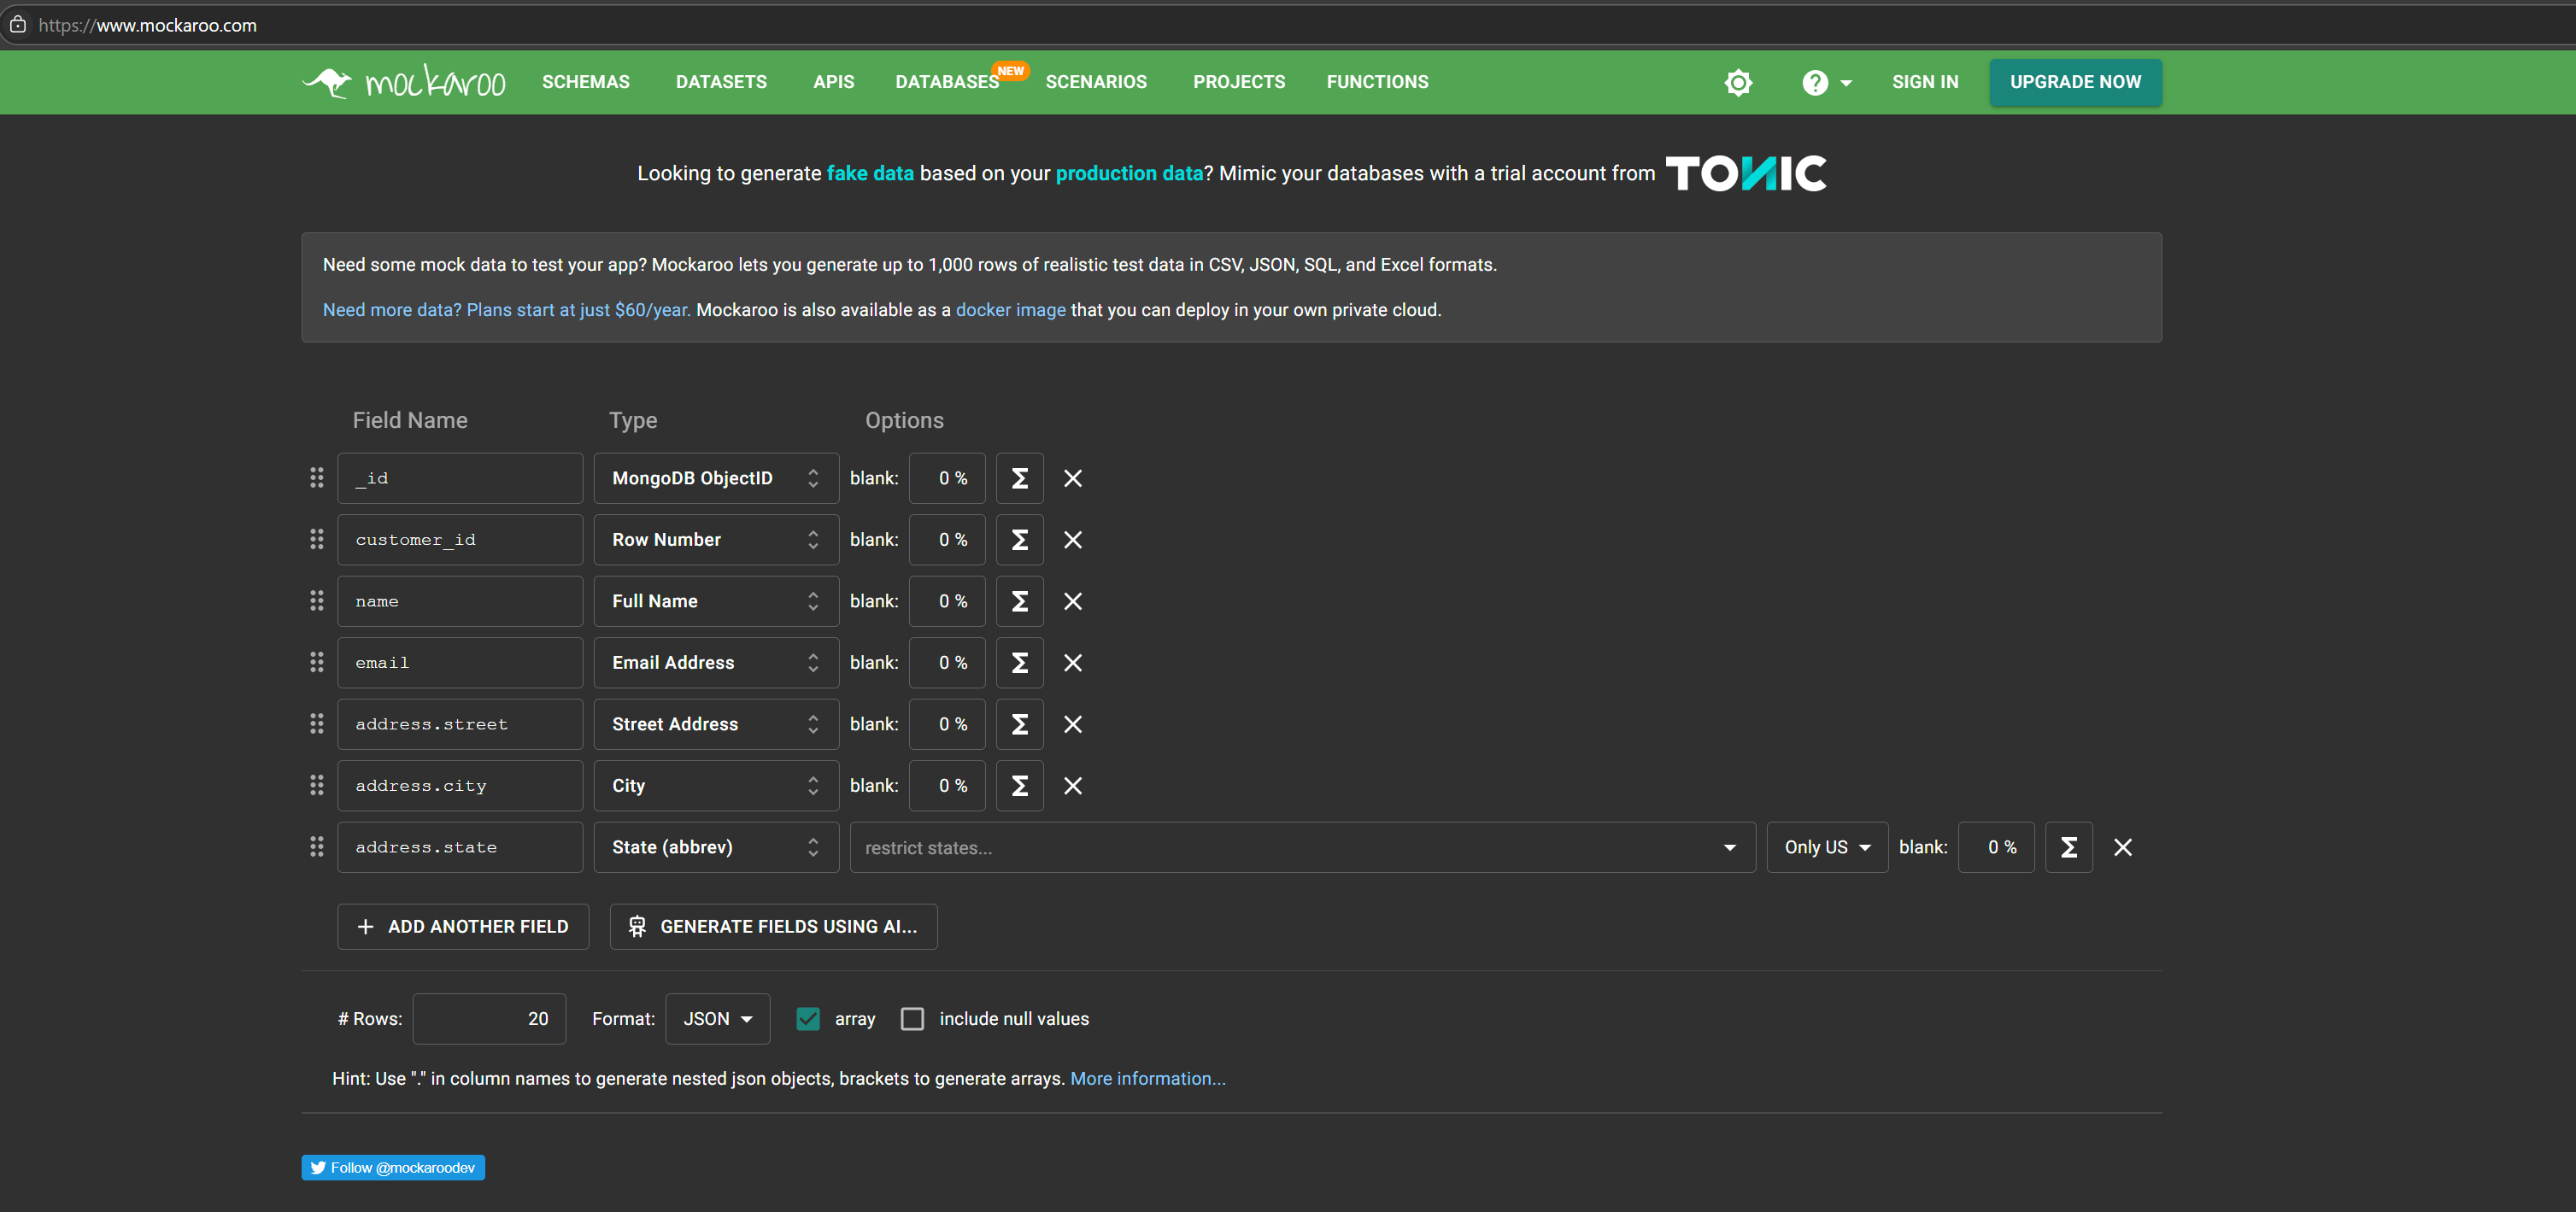 https://www.mockaroo.com
mockaroo SCHEMAS DATASETS APIS DATABASES NEW SCENARIOS PROJECTS FUNCTIONS SIGN IN UPGRADE NOW
Looking to generate fake data based on your production data? Mimic your databases with a trial account from TONIC
Need some mock data to test your app? Mockaroo lets you generate up to 1,000 rows of realistic test data in CSV, JSON, SQL, and Excel formats.
Need more data? Plans start at just $60/year. Mockaroo is also available as a docker image that you can deploy in your own private cloud.
Field Name Type Options
_id MongoDB ObjectID blank: 0 % Σ
customer_id Row Number blank: 0 % Σ
name Full Name blank: 0 % Σ
email Email Address blank: 0 % Σ
address.street Street Address blank: 0 % Σ
address.city City blank: 0 % Σ
address.state State (abbrev) restrict states... Only US blank: 0 % Σ
+ ADD ANOTHER FIELD GENERATE FIELDS USING AI...
# Rows: 20 Format: JSON array include null values
Hint: Use "." in column names to generate nested json objects, brackets to generate arrays. More information...
Follow @mockaroodev